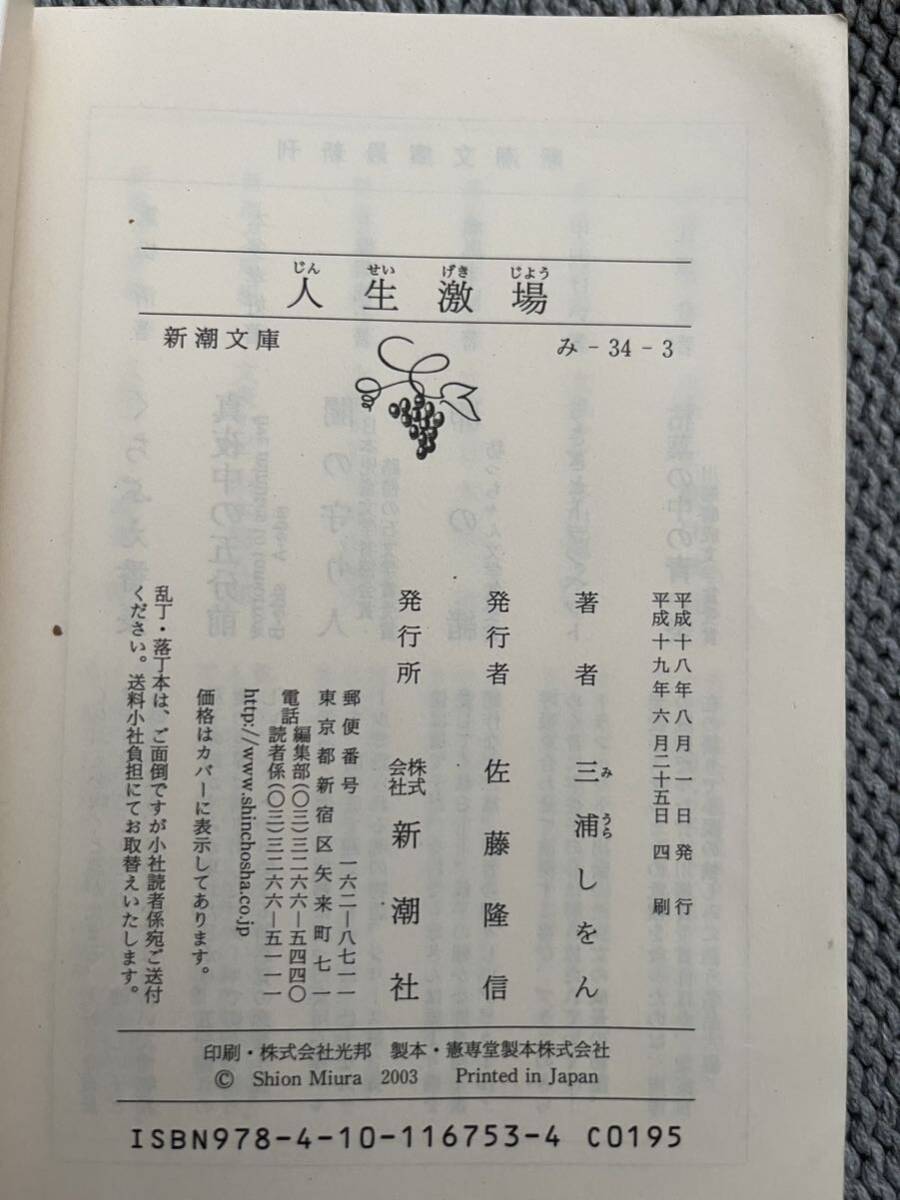 じん せい げき じょう
人生激場
新潮文庫 み-34-3
平成十八年八月一日発行
平成十九年六月二十五日四刷
著者 三浦しをん
み うら
発行者 佐藤隆信
発行所 株式会社 新潮社
郵便番号 一六二―八七一一
東京都新宿区矢来町七一
電話 編集部(〇三)三二六六―五四四〇
読者係(〇三)三二六六―五一一一
http://www.shinchosha.co.jp
価格はカバーに表示してあります。
乱丁・落丁本は、ご面倒ですが小社読者係宛ご送付
ください。送料小社負担にてお取替えいたします。
印刷・株式会社光邦 製本・憲専堂製本株式会社
© Shion Miura 2003 Printed in Japan
ISBN978-4-10-116753-4 C0195